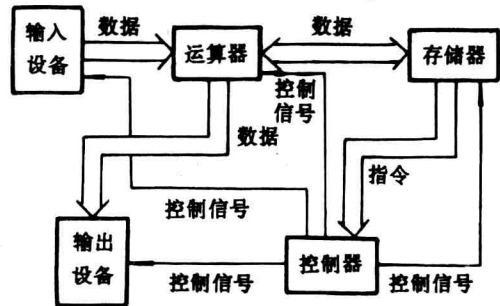 输入
设备
数据
运算器
数据
存储器
控制
信号
数据
指令
控制信号
输出
设备
控制信号
控制器
控制信号